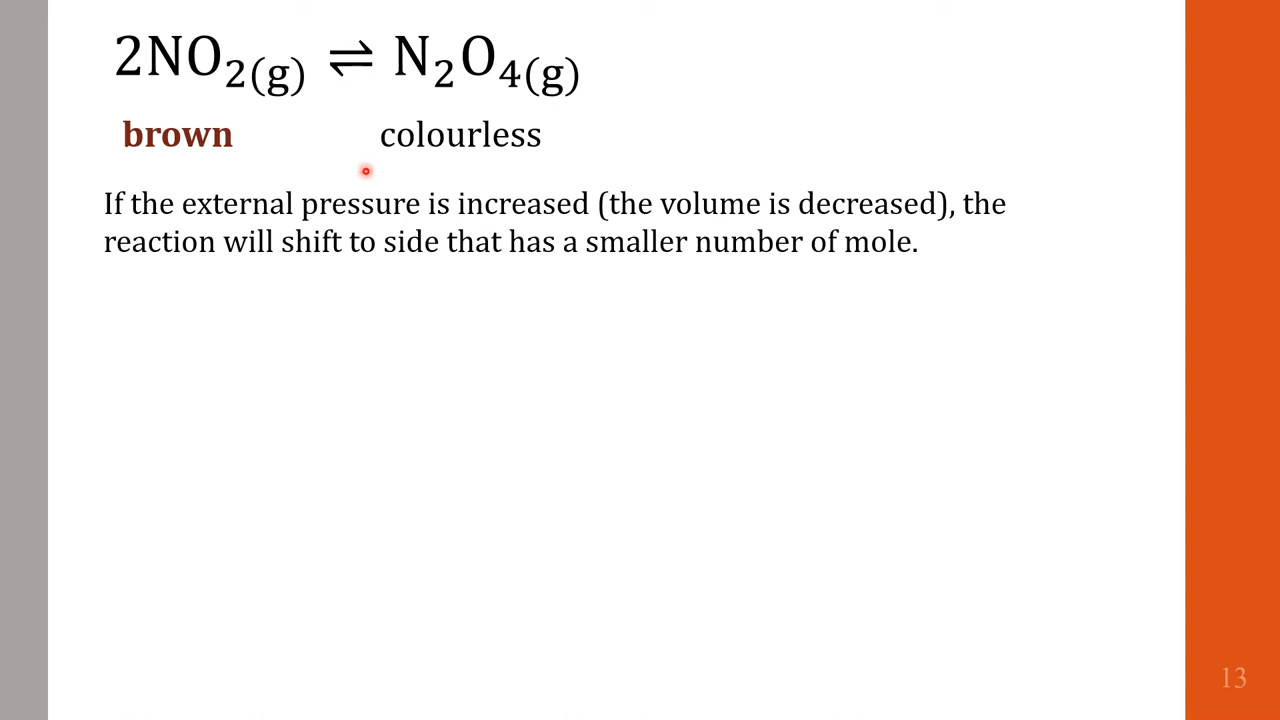 2NO₂(g) ⇌ N₂O₄(g)
brown colourless
If the external pressure is increased (the volume is decreased), the
reaction will shift to side that has a smaller number of mole.
13